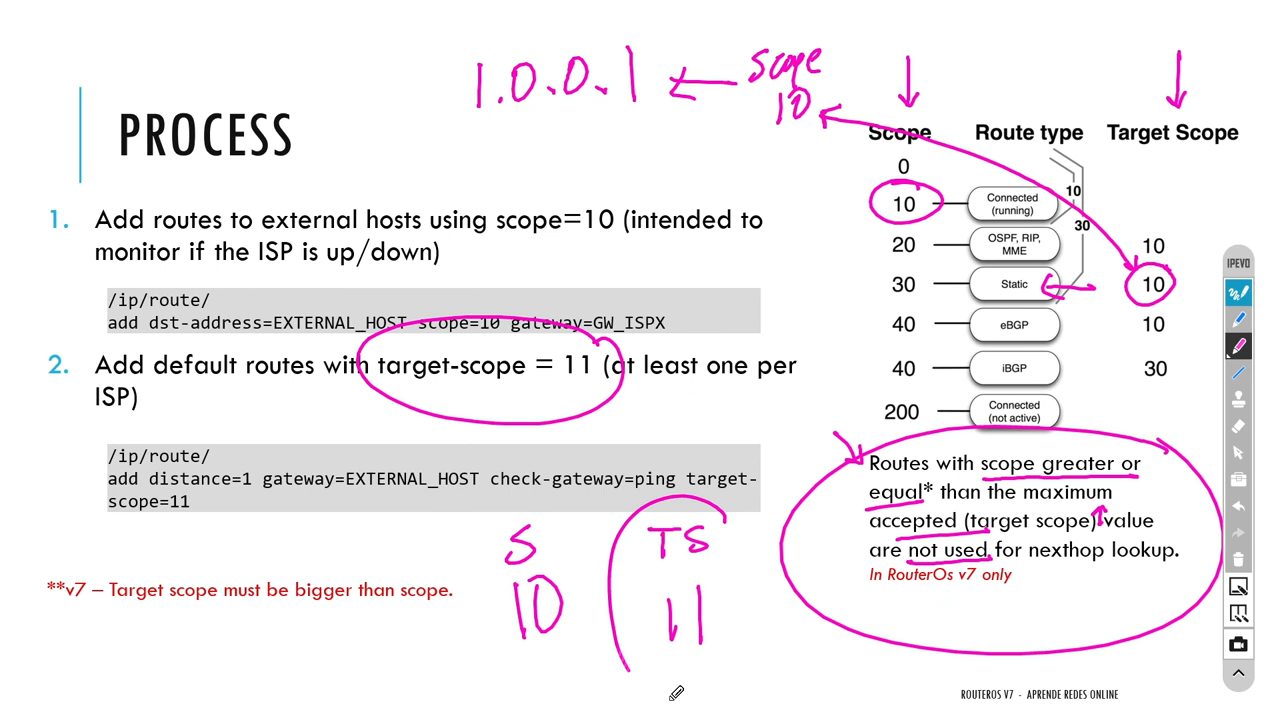 1.0.0.1 ← scope
10
PROCESS
1. Add routes to external hosts using scope=10 (intended to
monitor if the ISP is up/down)
/ip/route/
add dst-address=EXTERNAL_HOST scope=10 gateway=GW_ISPX
2. Add default routes with target-scope = 11 (at least one per
ISP)
/ip/route/
add distance=1 gateway=EXTERNAL_HOST check-gateway=ping target-
scope=11
S TS
10 11
**v7 – Target scope must be bigger than scope.
Scope Route type Target Scope
0
10 Connected
(running)
10
30
20 OSPF, RIP,
MME
10
30 Static 10
40 eBGP 10
40 iBGP 30
200 Connected
(not active)
Routes with scope greater or
equal* than the maximum
accepted (target scope) value
are not used for nexthop lookup.
In RouterOs v7 only
IPEVO
ROUTEROS V7 - APRENDE REDES ONLINE